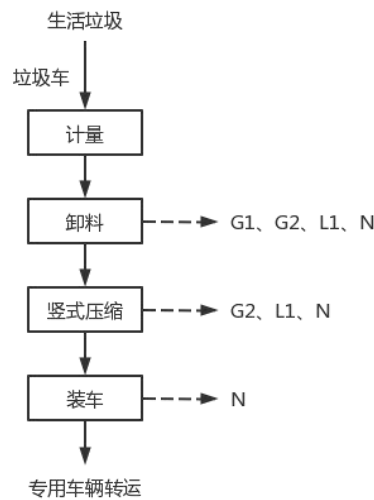 生活垃圾
垃圾车
计量
卸料
G1、G2、L1、N
竖式压缩
G2、L1、N
装车
N
专用车辆转运